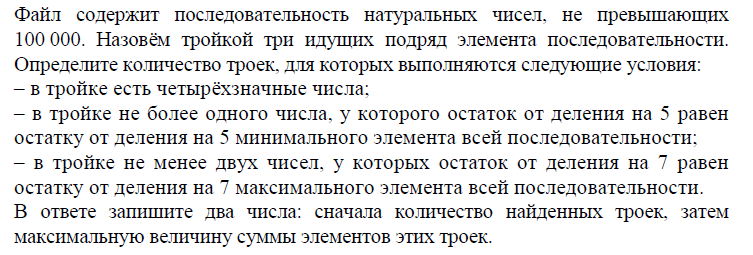 Файл содержит последовательность натуральных чисел, не превышающих
100 000. Назовём тройкой три идущих подряд элемента последовательности.
Определите количество троек, для которых выполняются следующие условия:
– в тройке есть четырёхзначные числа;
– в тройке не более одного числа, у которого остаток от деления на 5 равен
остатку от деления на 5 минимального элемента всей последовательности;
– в тройке не менее двух чисел, у которых остаток от деления на 7 равен
остатку от деления на 7 максимального элемента всей последовательности.
В ответе запишите два числа: сначала количество найденных троек, затем
максимальную величину суммы элементов этих троек.